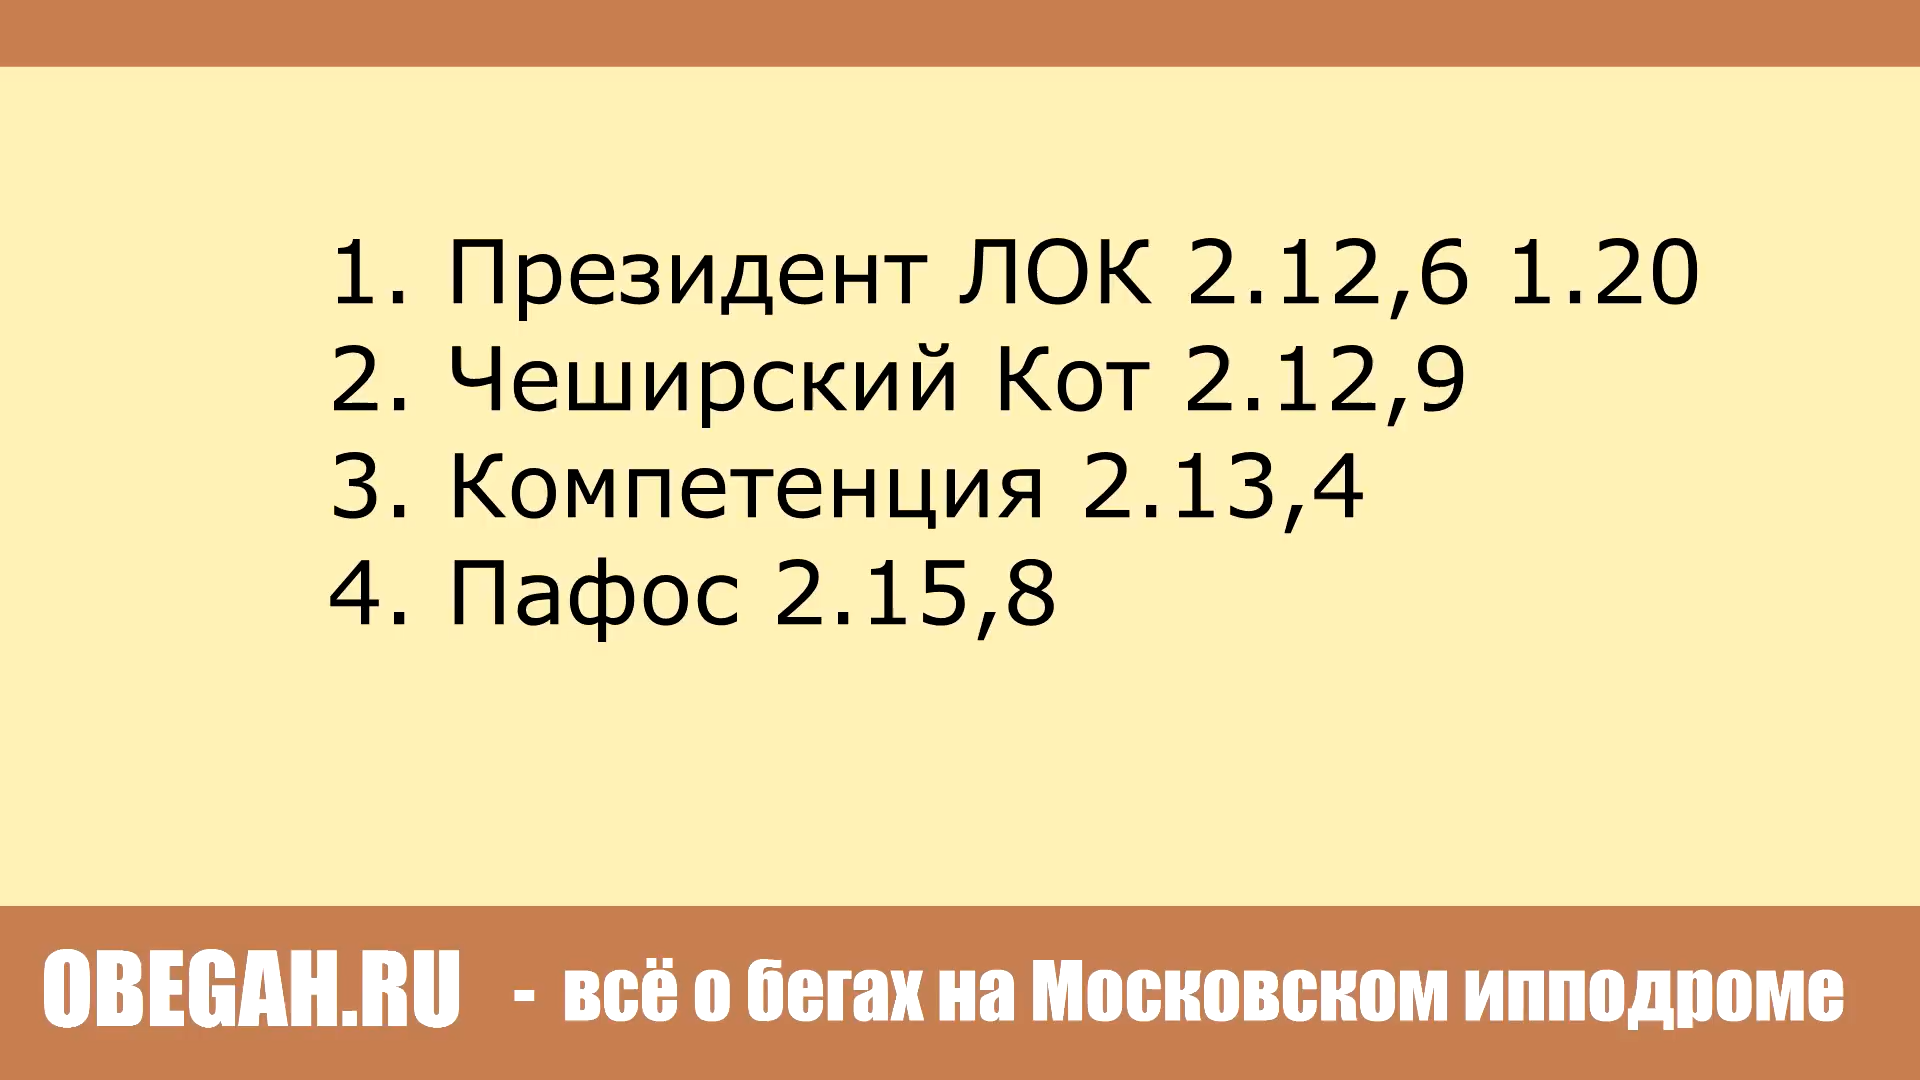 1. Президент ЛОК 2.12,6 1.20
2. Чеширский Кот 2.12,9
3. Компетенция 2.13,4
4. Пафос 2.15,8
OBEGAH.RU - всё о бегах на Московском ипподроме